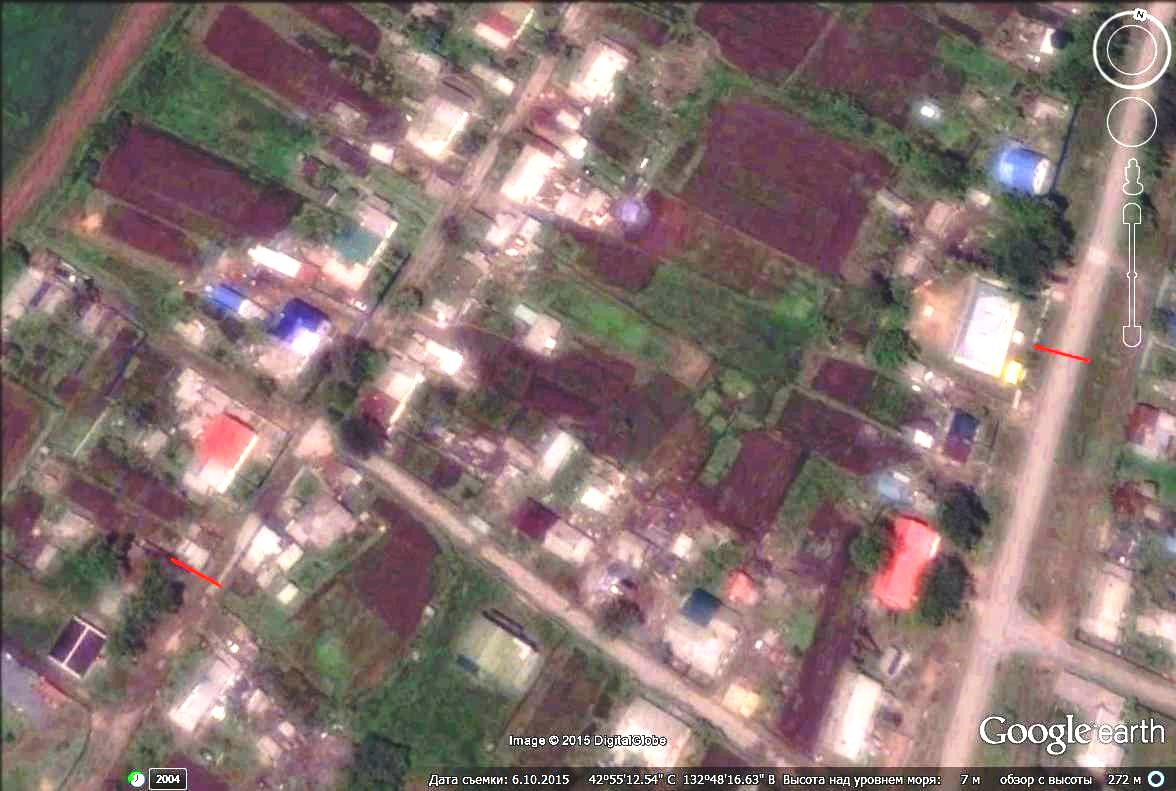 N
Google earth
Image © 2015 DigitalGlobe
2004
Дата съемки: 6.10.2015 42°55'12.54" С 132°48'16.63" В Высота над уровнем моря: 7 м обзор с высоты 272 м